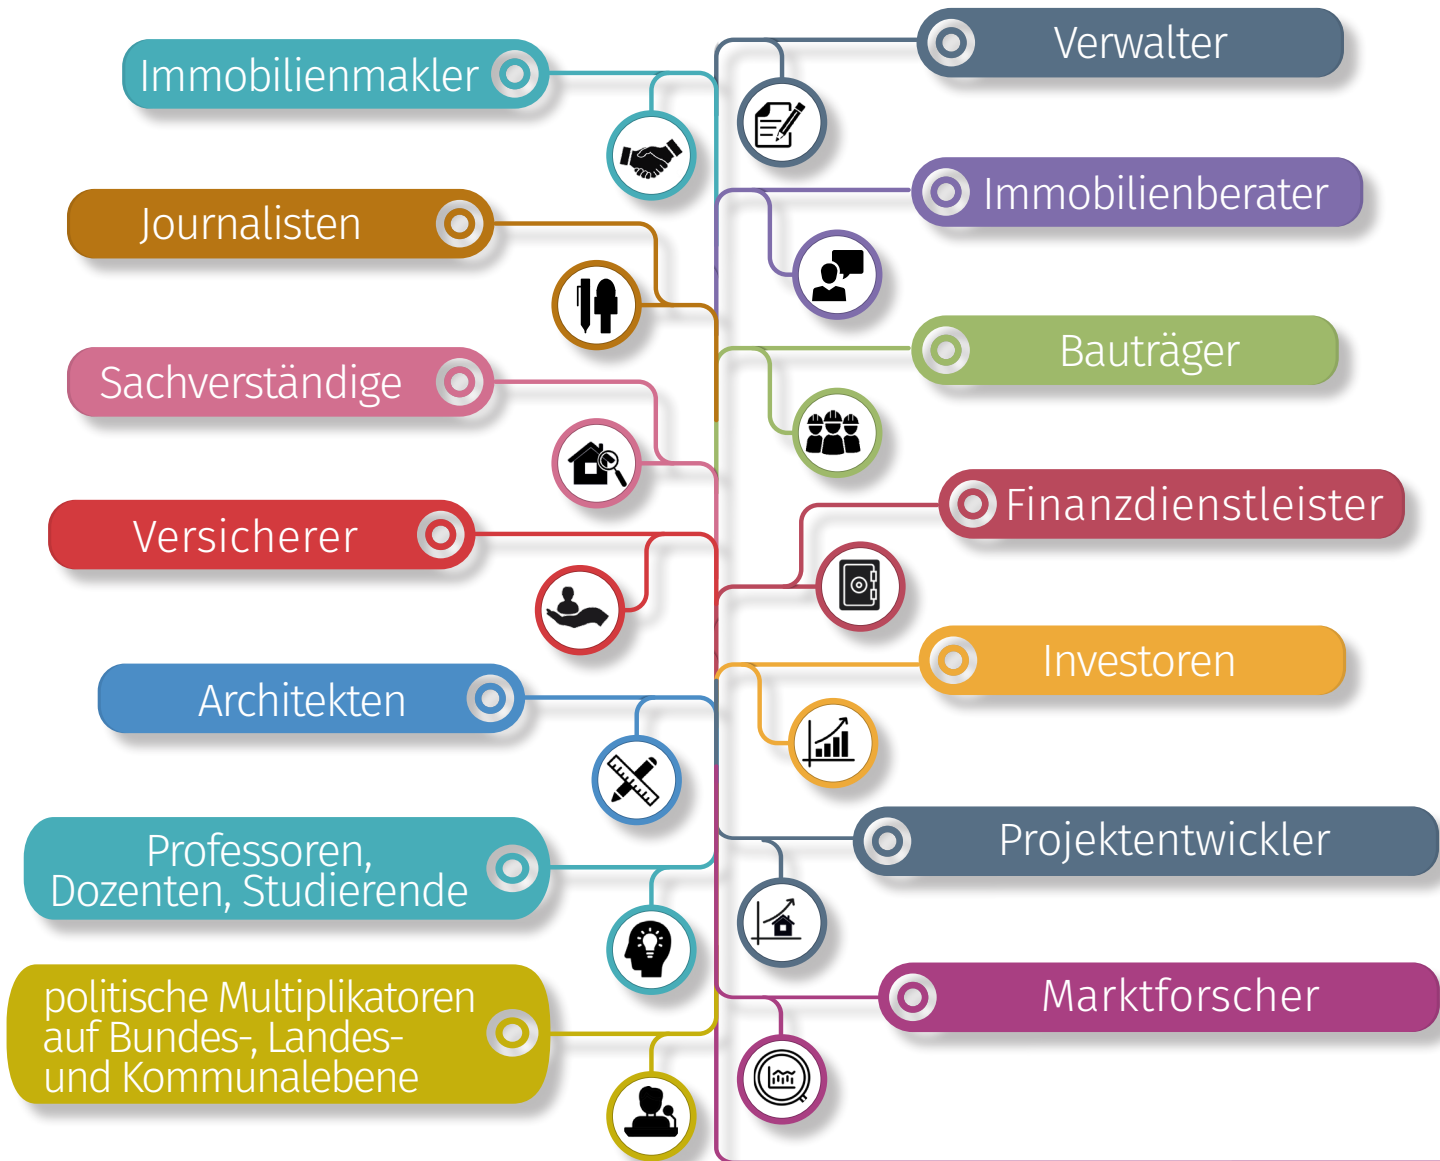 Immobilienmakler
Journalisten
Sachverständige
Versicherer
Architekten
Professoren,
Dozenten, Studierende
politische Multiplikatoren
auf Bundes-, Landes-
und Kommunalebene
Verwalter
Immobilienberater
Bauträger
Finanzdienstleister
Investoren
Projektentwickler
Marktforscher